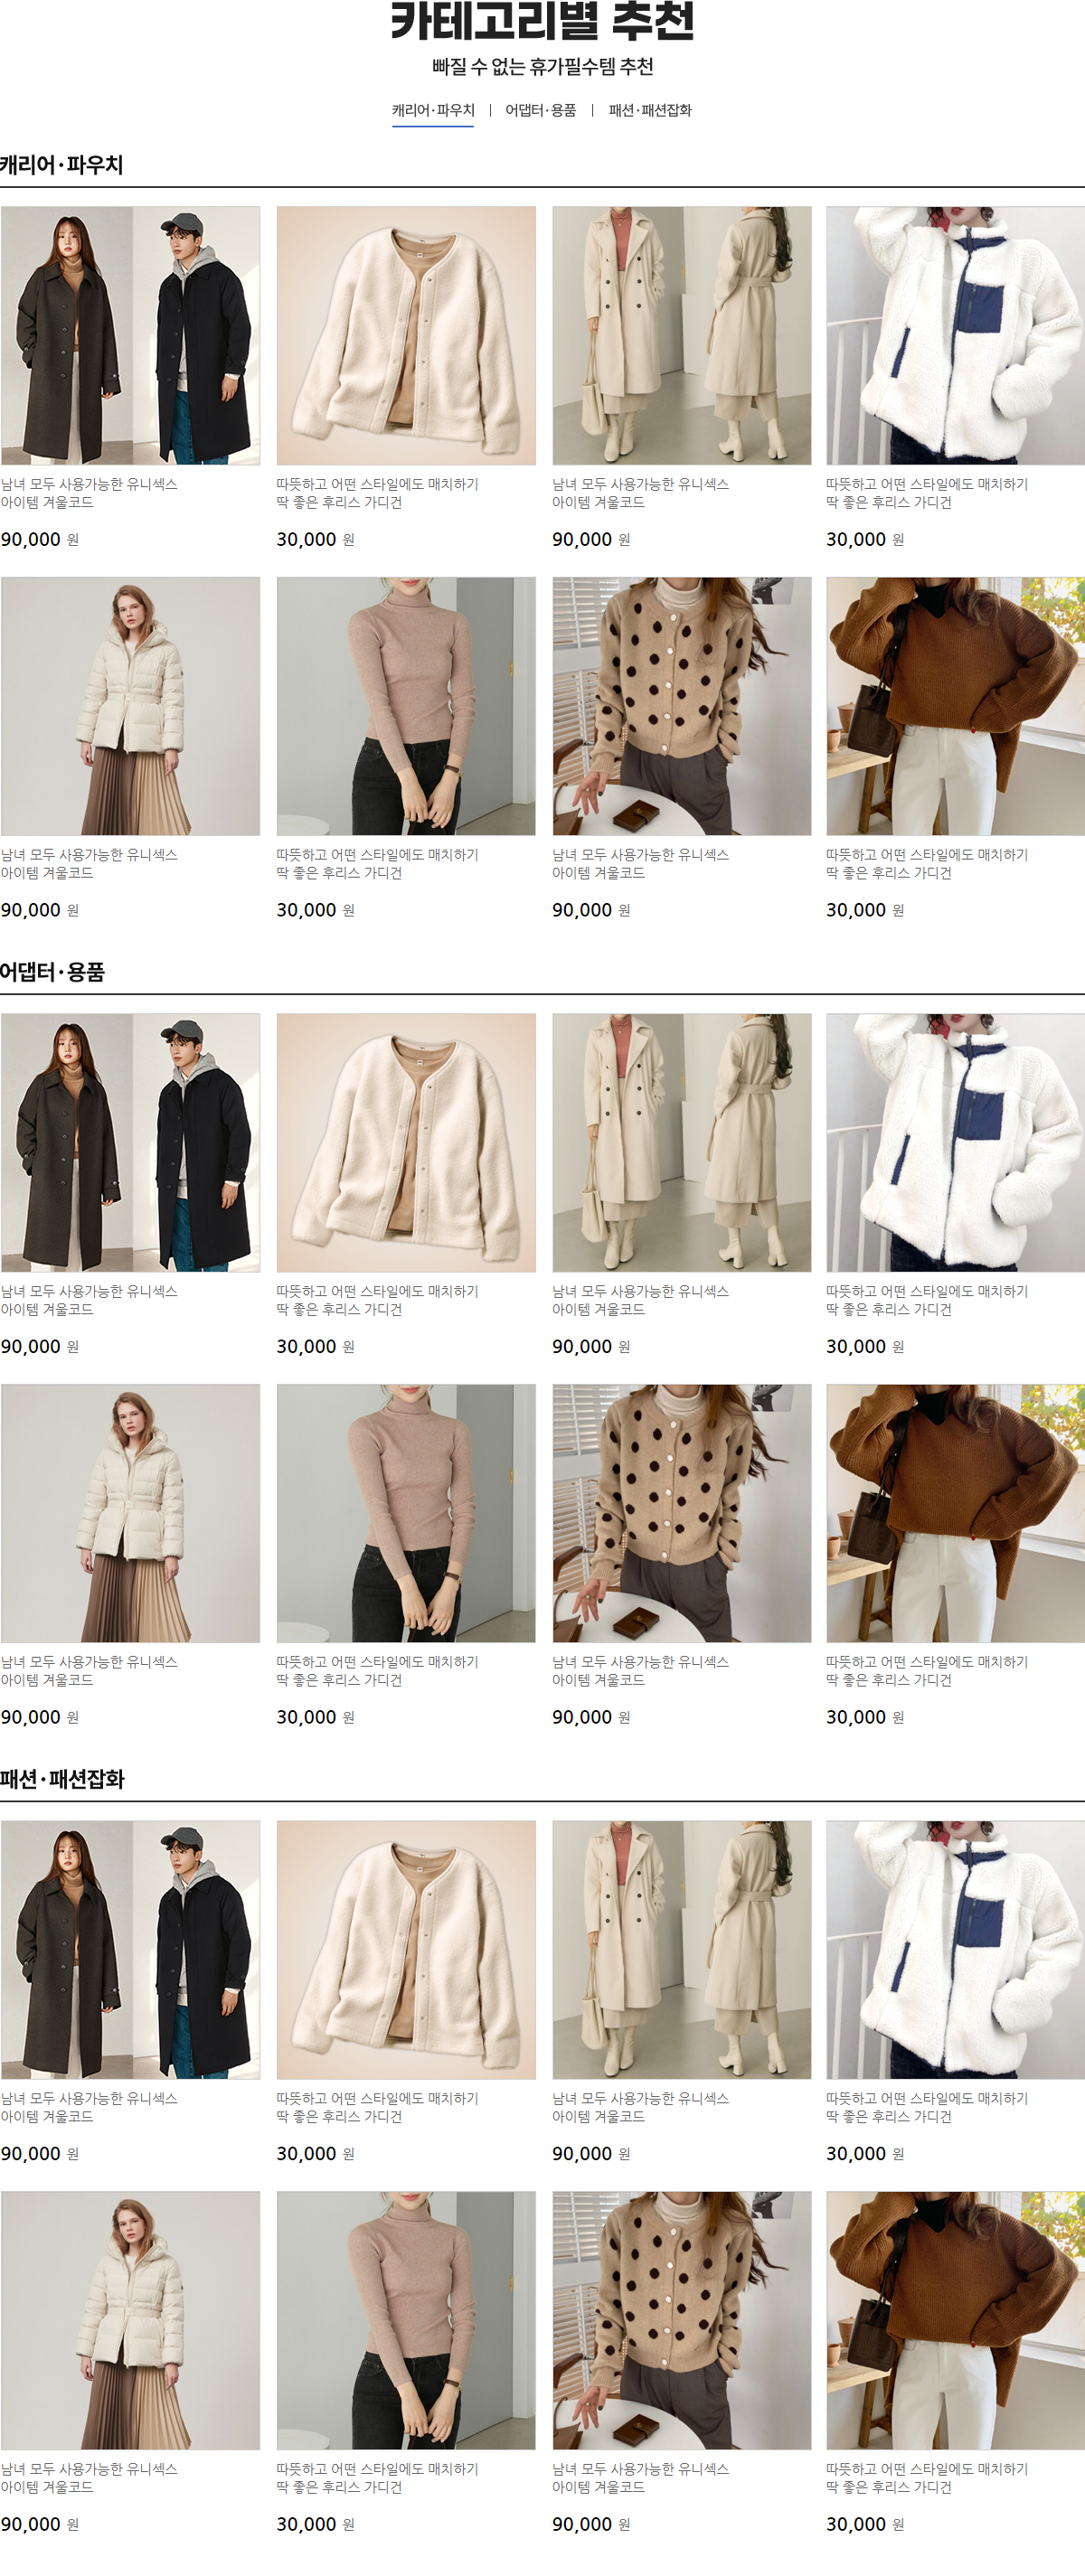 카테고리별 추천
빠질 수 없는 휴가필수템 추천
캐리어·파우치 | 어댑터·용품 | 패션·패션잡화
캐리어·파우치
남녀 모두 사용가능한 유니섹스
아이템 겨울코드
90,000 원
따뜻하고 어떤 스타일에도 매치하기
딱 좋은 후리스 가디건
30,000 원
남녀 모두 사용가능한 유니섹스
아이템 겨울코드
90,000 원
따뜻하고 어떤 스타일에도 매치하기
딱 좋은 후리스 가디건
30,000 원
남녀 모두 사용가능한 유니섹스
아이템 겨울코드
90,000 원
따뜻하고 어떤 스타일에도 매치하기
딱 좋은 후리스 가디건
30,000 원
남녀 모두 사용가능한 유니섹스
아이템 겨울코드
90,000 원
따뜻하고 어떤 스타일에도 매치하기
딱 좋은 후리스 가디건
30,000 원
어댑터·용품
남녀 모두 사용가능한 유니섹스
아이템 겨울코드
90,000 원
따뜻하고 어떤 스타일에도 매치하기
딱 좋은 후리스 가디건
30,000 원
남녀 모두 사용가능한 유니섹스
아이템 겨울코드
90,000 원
따뜻하고 어떤 스타일에도 매치하기
딱 좋은 후리스 가디건
30,000 원
남녀 모두 사용가능한 유니섹스
아이템 겨울코드
90,000 원
따뜻하고 어떤 스타일에도 매치하기
딱 좋은 후리스 가디건
30,000 원
남녀 모두 사용가능한 유니섹스
아이템 겨울코드
90,000 원
따뜻하고 어떤 스타일에도 매치하기
딱 좋은 후리스 가디건
30,000 원
패션·패션잡화
남녀 모두 사용가능한 유니섹스
아이템 겨울코드
90,000 원
따뜻하고 어떤 스타일에도 매치하기
딱 좋은 후리스 가디건
30,000 원
남녀 모두 사용가능한 유니섹스
아이템 겨울코드
90,000 원
따뜻하고 어떤 스타일에도 매치하기
딱 좋은 후리스 가디건
30,000 원
남녀 모두 사용가능한 유니섹스
아이템 겨울코드
90,000 원
따뜻하고 어떤 스타일에도 매치하기
딱 좋은 후리스 가디건
30,000 원
남녀 모두 사용가능한 유니섹스
아이템 겨울코드
90,000 원
따뜻하고 어떤 스타일에도 매치하기
딱 좋은 후리스 가디건
30,000 원